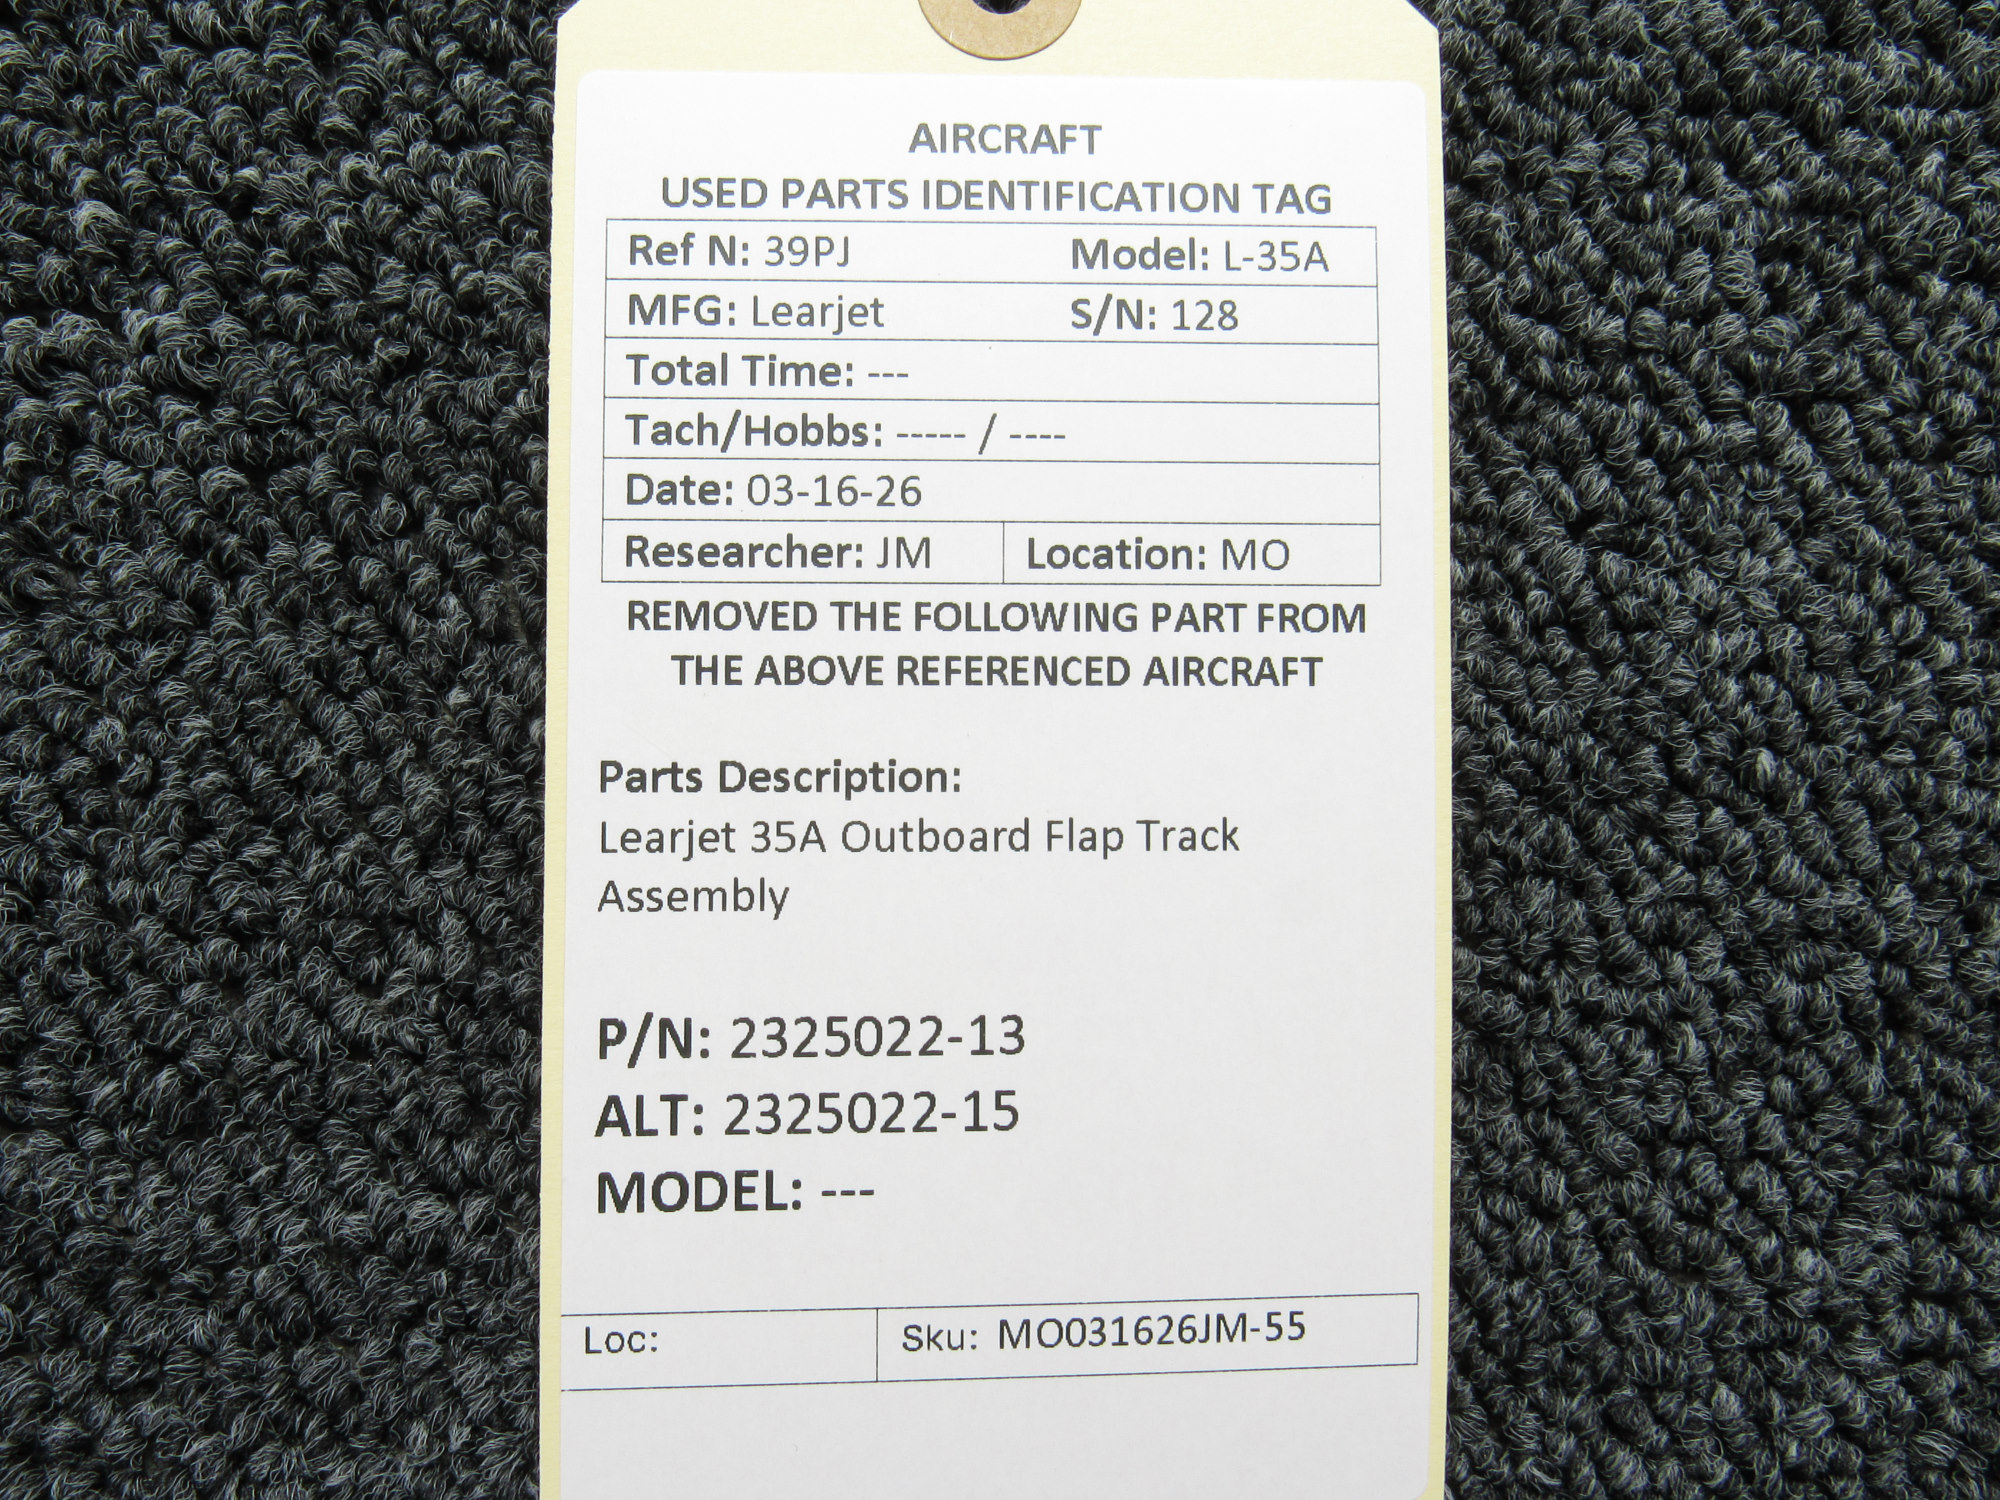 AIRCRAFT
USED PARTS IDENTIFICATION TAG
Ref N: 39PJ Model: L-35A
MFG: Learjet S/N: 128
Total Time: ---
Tach/Hobbs: ----- / ----
Date: 03-16-26
Researcher: JM Location: MO
REMOVED THE FOLLOWING PART FROM
THE ABOVE REFERENCED AIRCRAFT
Parts Description:
Learjet 35A Outboard Flap Track
Assembly
P/N: 2325022-13
ALT: 2325022-15
MODEL: ---
Loc: Sku: MO031626JM-55